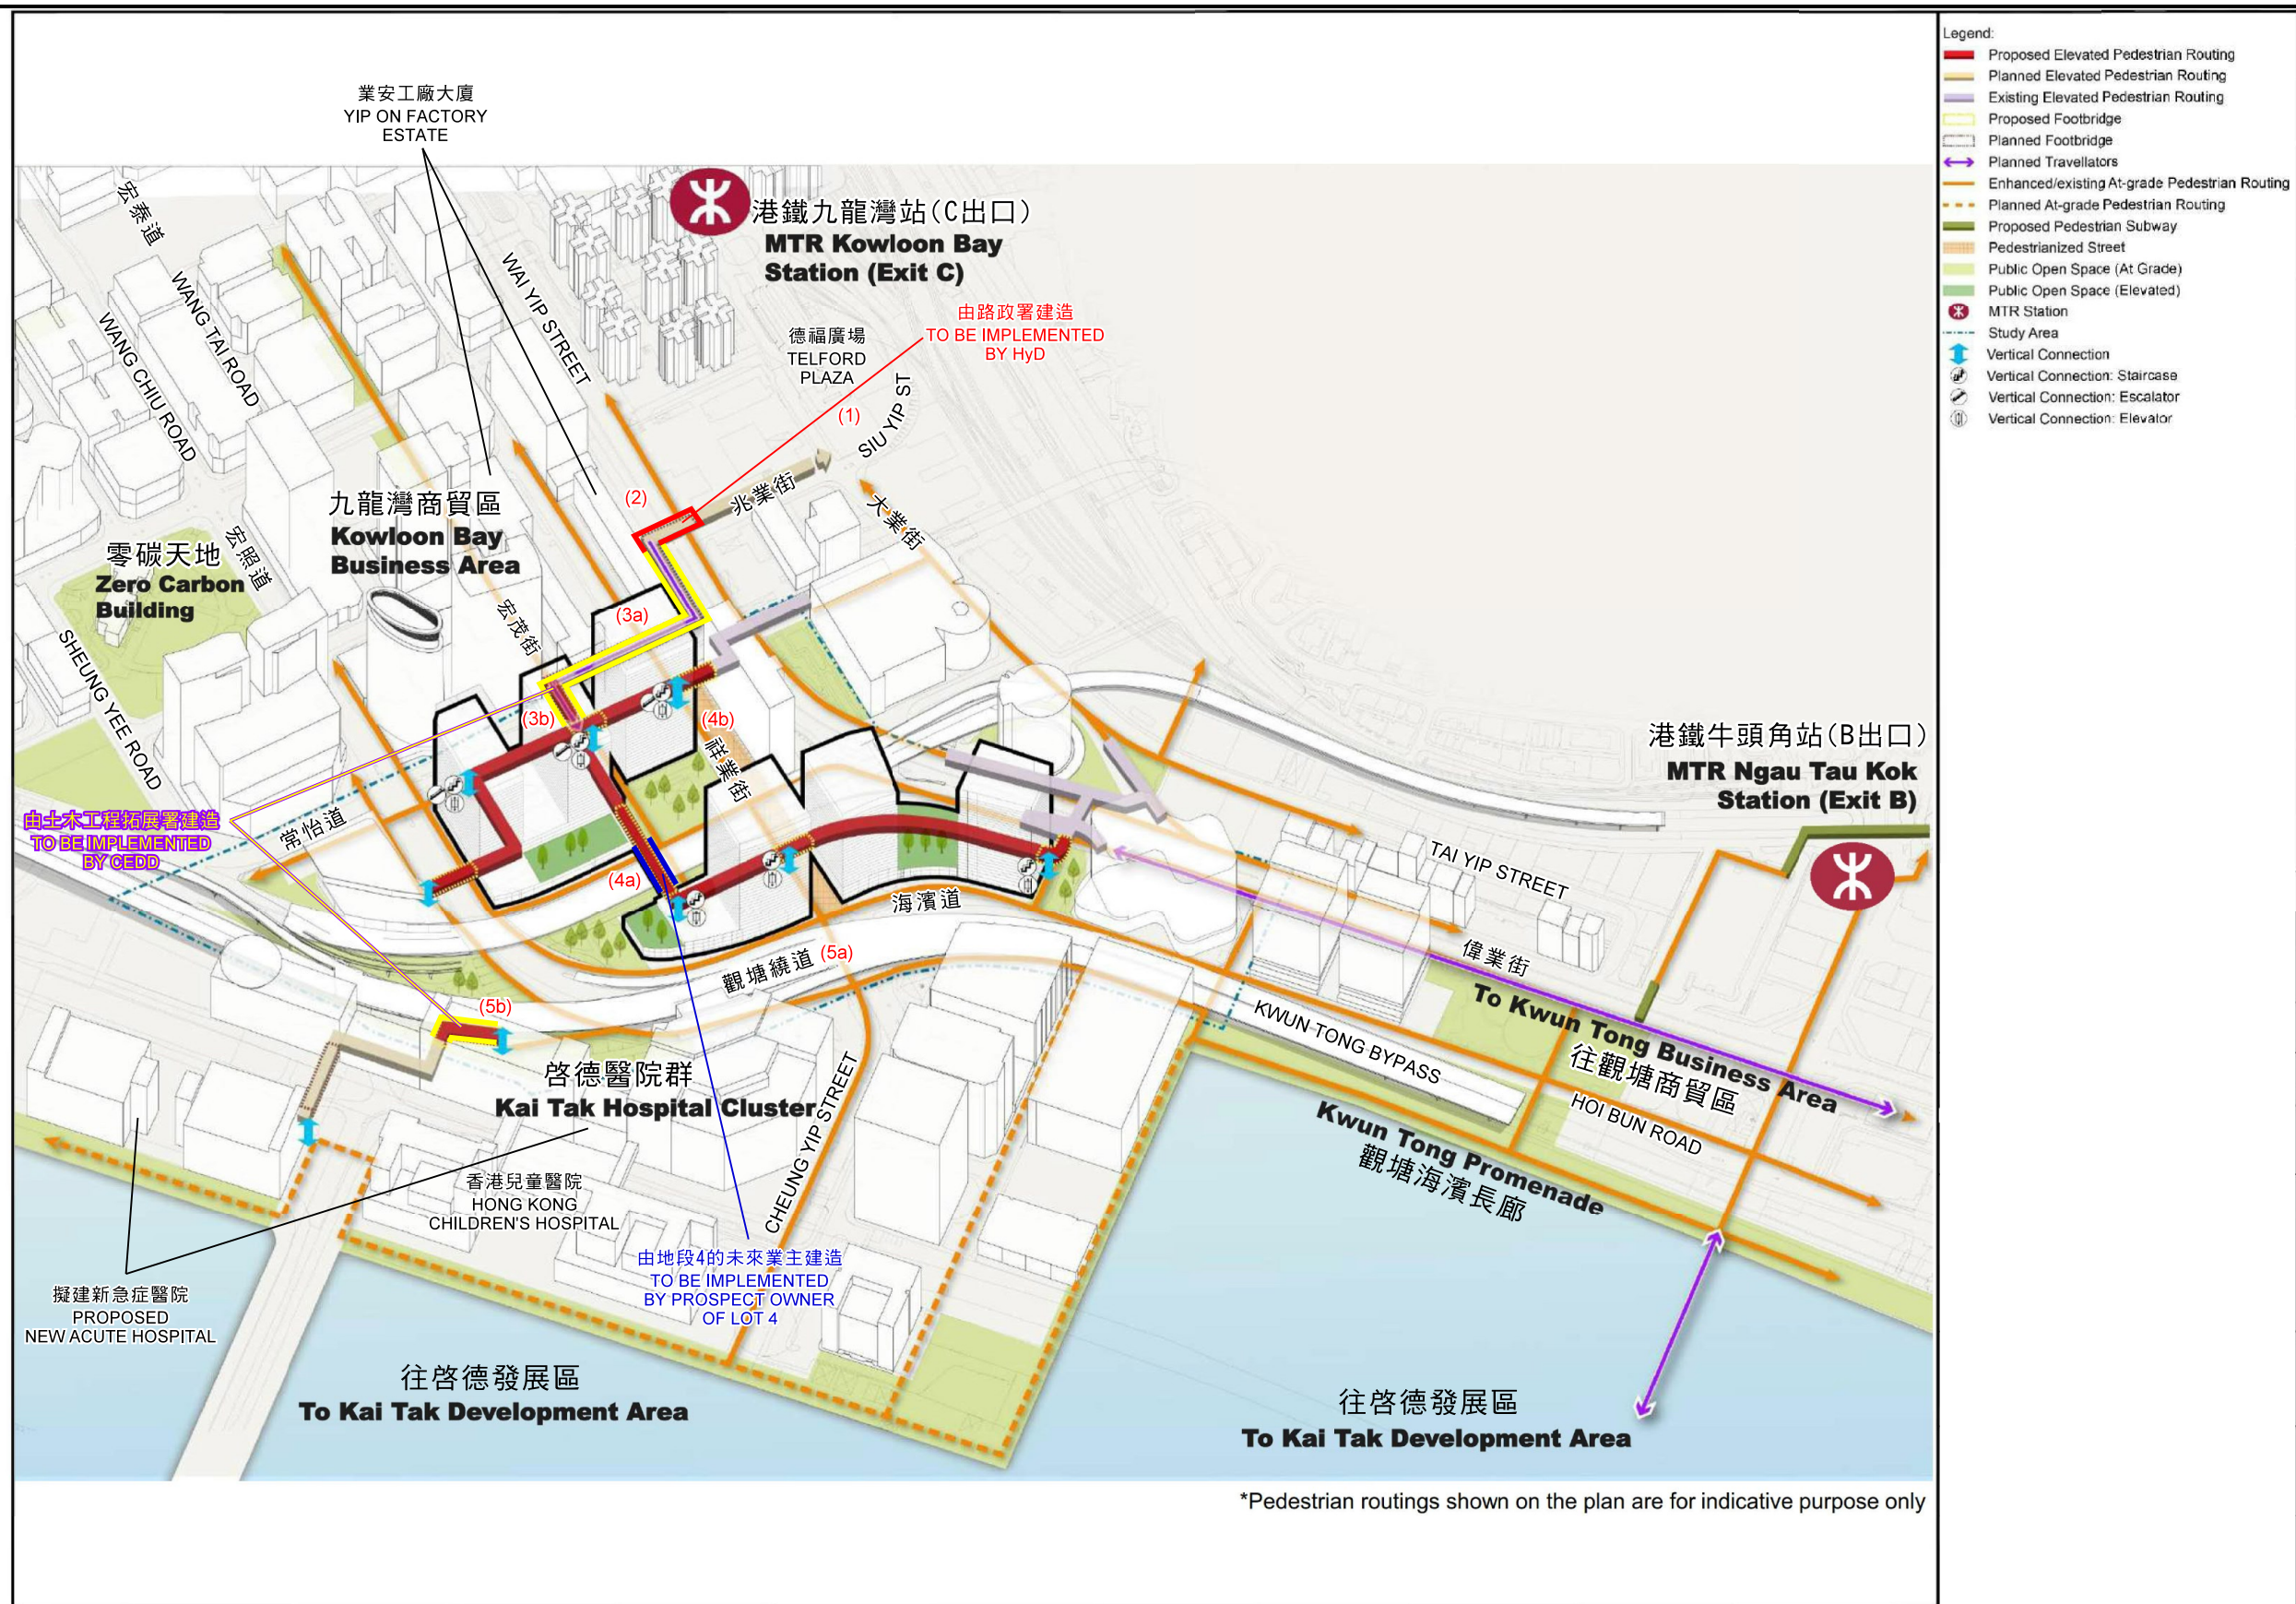 業安工廠大廈
YIP ON FACTORY
ESTATE
宏泰道
WANG TAI ROAD
WANG CHIU ROAD
WAI YIP STREET
港鐵九龍灣站(C出口)
MTR Kowloon Bay
Station (Exit C)
由路政署建造
TO BE IMPLEMENTED
BY HyD
德福廣場
TELFORD
PLAZA
(1)
SIU YIP ST
(2)
兆業街
大業街
九龍灣商貿區
Kowloon Bay
Business Area
零碳天地
Zero Carbon
Building
宏照道
宏茂街
(3a)
SHEUNG YEE ROAD
(3b)
(4b)
祥業街
港鐵牛頭角站(B出口)
MTR Ngau Tau Kok
Station (Exit B)
由土木工程拓展署建造
TO BE IMPLEMENTED
BY CEDD
常怡道
(4a)
海濱道
TAI YIP STREET
偉業街
觀塘繞道
(5a)
(5b)
To Kwun Tong Business Area
往觀塘商貿區
KWUN TONG BYPASS
HOI BUN ROAD
啓德醫院群
Kai Tak Hospital Cluster
CHEUNG YIP STREET
Kwun Tong Promenade
觀塘海濱長廊
香港兒童醫院
HONG KONG
CHILDREN'S HOSPITAL
由地段4的未來業主建造
TO BE IMPLEMENTED
BY PROSPECT OWNER
OF LOT 4
擬建新急症醫院
PROPOSED
NEW ACUTE HOSPITAL
往啓德發展區
To Kai Tak Development Area
往啓德發展區
To Kai Tak Development Area
*Pedestrian routings shown on the plan are for indicative purpose only
Legend:
Proposed Elevated Pedestrian Routing
Planned Elevated Pedestrian Routing
Existing Elevated Pedestrian Routing
Proposed Footbridge
Planned Footbridge
Planned Travellators
Enhanced/existing At-grade Pedestrian Routing
Planned At-grade Pedestrian Routing
Proposed Pedestrian Subway
Pedestrianized Street
Public Open Space (At Grade)
Public Open Space (Elevated)
MTR Station
Study Area
Vertical Connection
Vertical Connection: Staircase
Vertical Connection: Escalator
Vertical Connection: Elevator